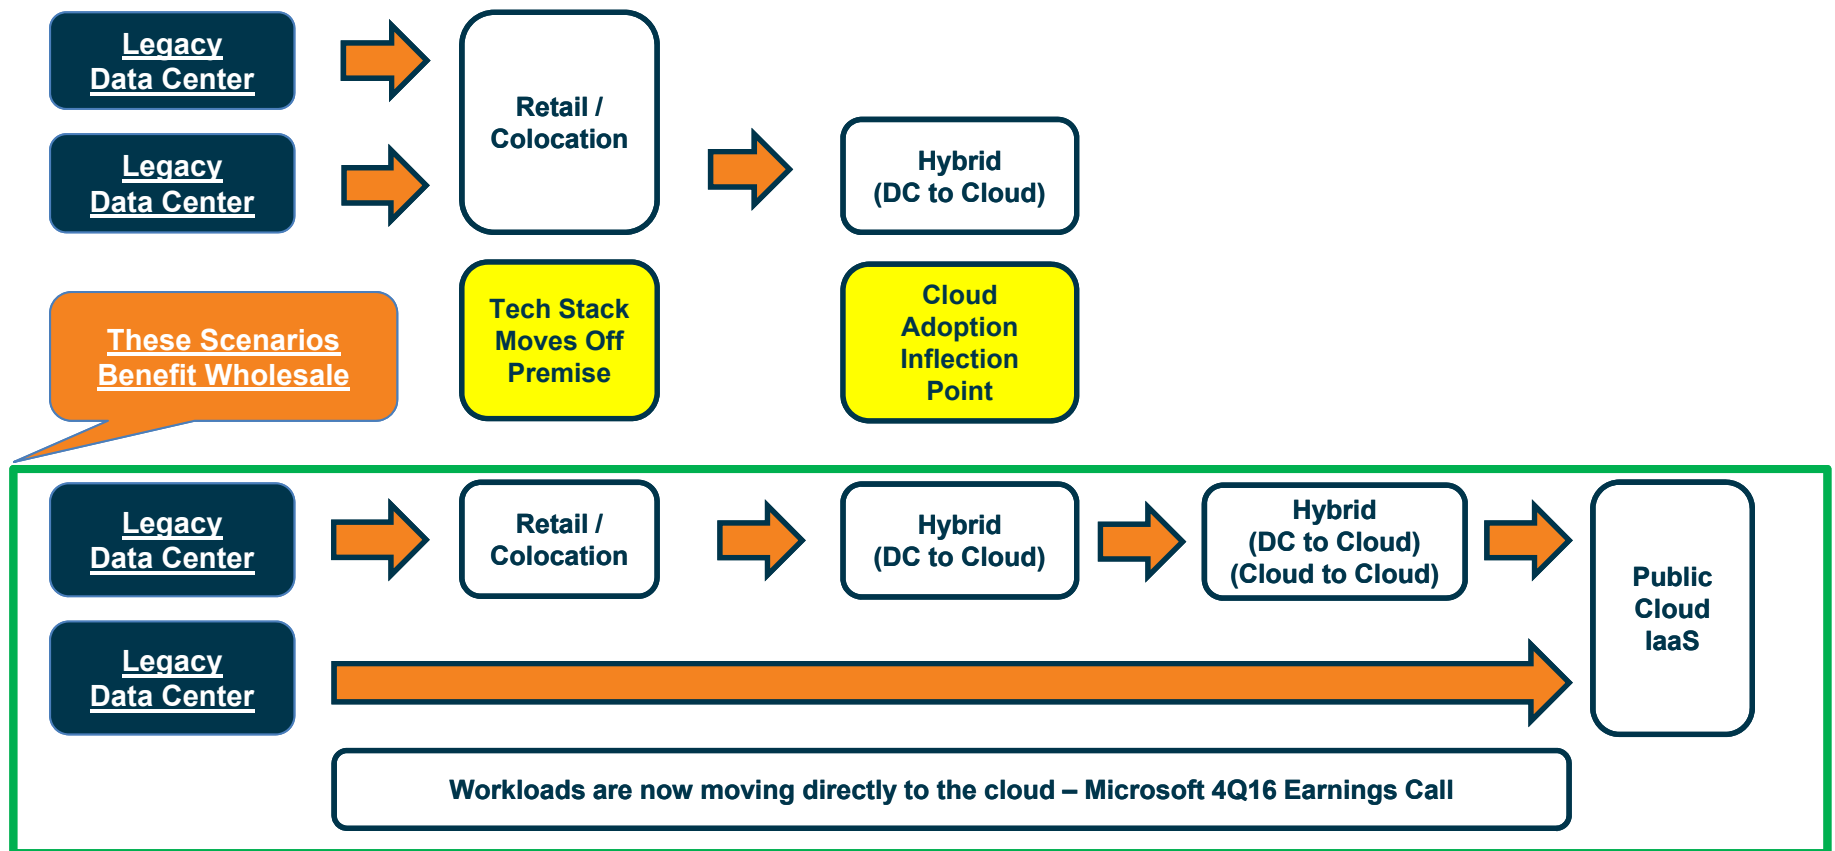 Legacy
Data Center
Legacy
Data Center
Retail /
Colocation
Hybrid
(DC to Cloud)
These Scenarios
Benefit Wholesale
Tech Stack
Moves Off
Premise
Cloud
Adoption
Inflection
Point
Legacy
Data Center
Retail /
Colocation
Hybrid
(DC to Cloud)
Hybrid
(DC to Cloud)
(Cloud to Cloud)
Public
Cloud
IaaS
Legacy
Data Center
Workloads are now moving directly to the cloud – Microsoft 4Q16 Earnings Call